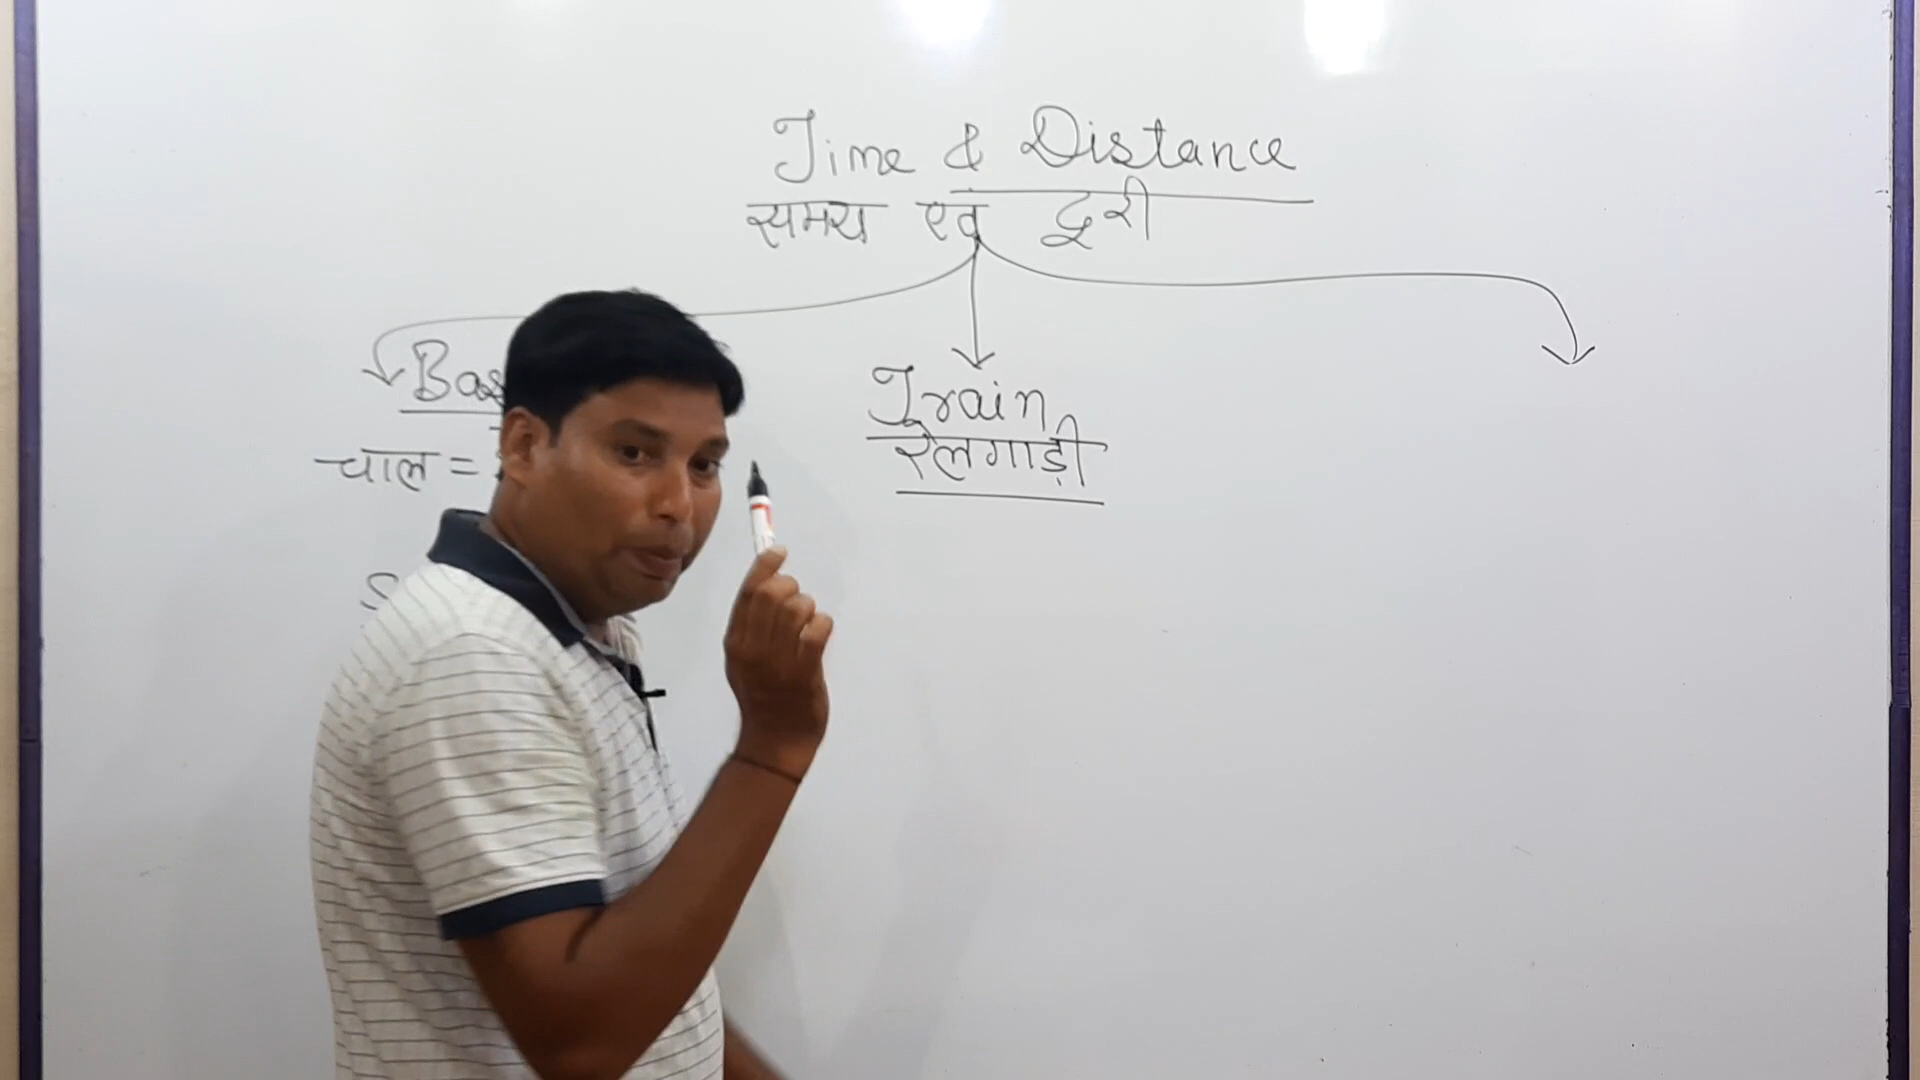 Time & Distance
समय एवं दूरी
Train
रेलगाड़ी
चाल =